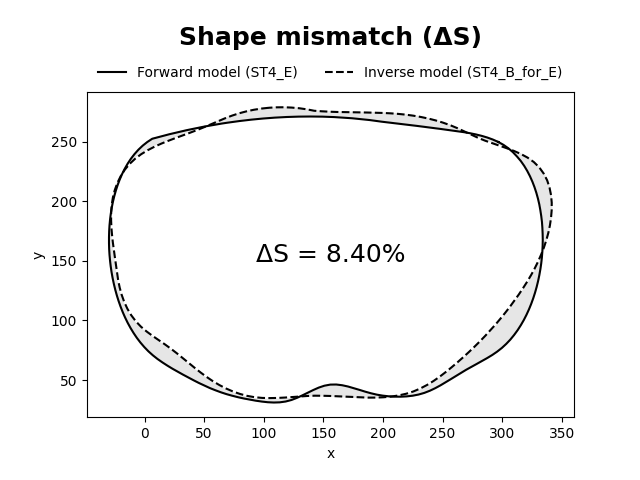 Shape mismatch (ΔS)
Forward model (ST4_E) Inverse model (ST4_B_for_E)
250
200
150
100
50
y
ΔS = 8.40%
0 50 100 150 200 250 300 350
x